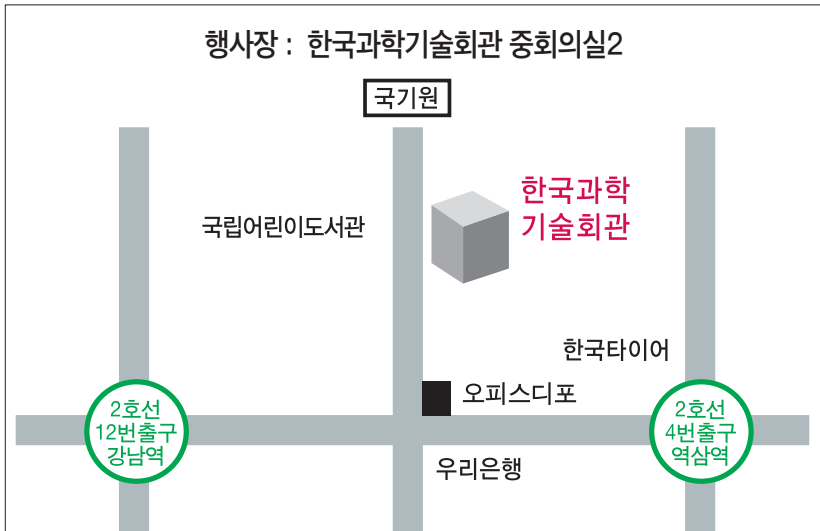 행사장 : 한국과학기술회관 중회의실2
국기원
한국과학
기술회관
국립어린이도서관
한국타이어
오피스디포
2호선
12번출구
강남역
2호선
4번출구
역삼역
우리은행